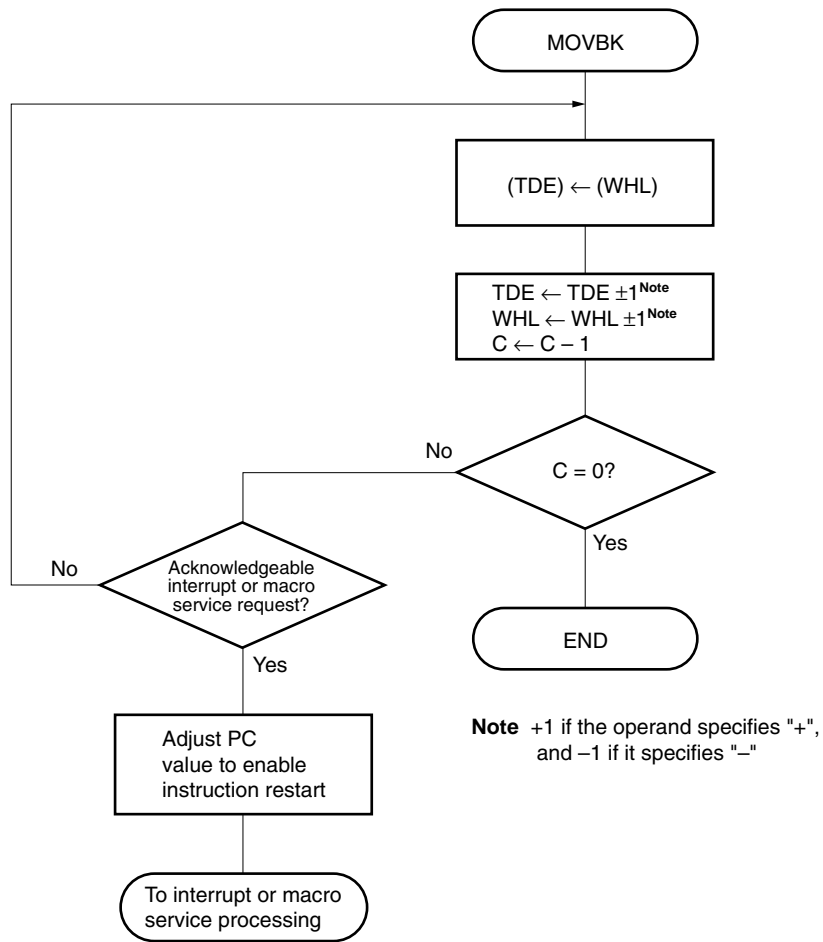 MOVBK
(TDE) ← (WHL)
TDE ← TDE ±1Note
WHL ← WHL ±1Note
C ← C – 1
C = 0?
No
Yes
END
Acknowledgeable
interrupt or macro
service request?
No
Yes
Adjust PC
value to enable
instruction restart
To interrupt or macro
service processing
Note +1 if the operand specifies "+",
and –1 if it specifies "–"